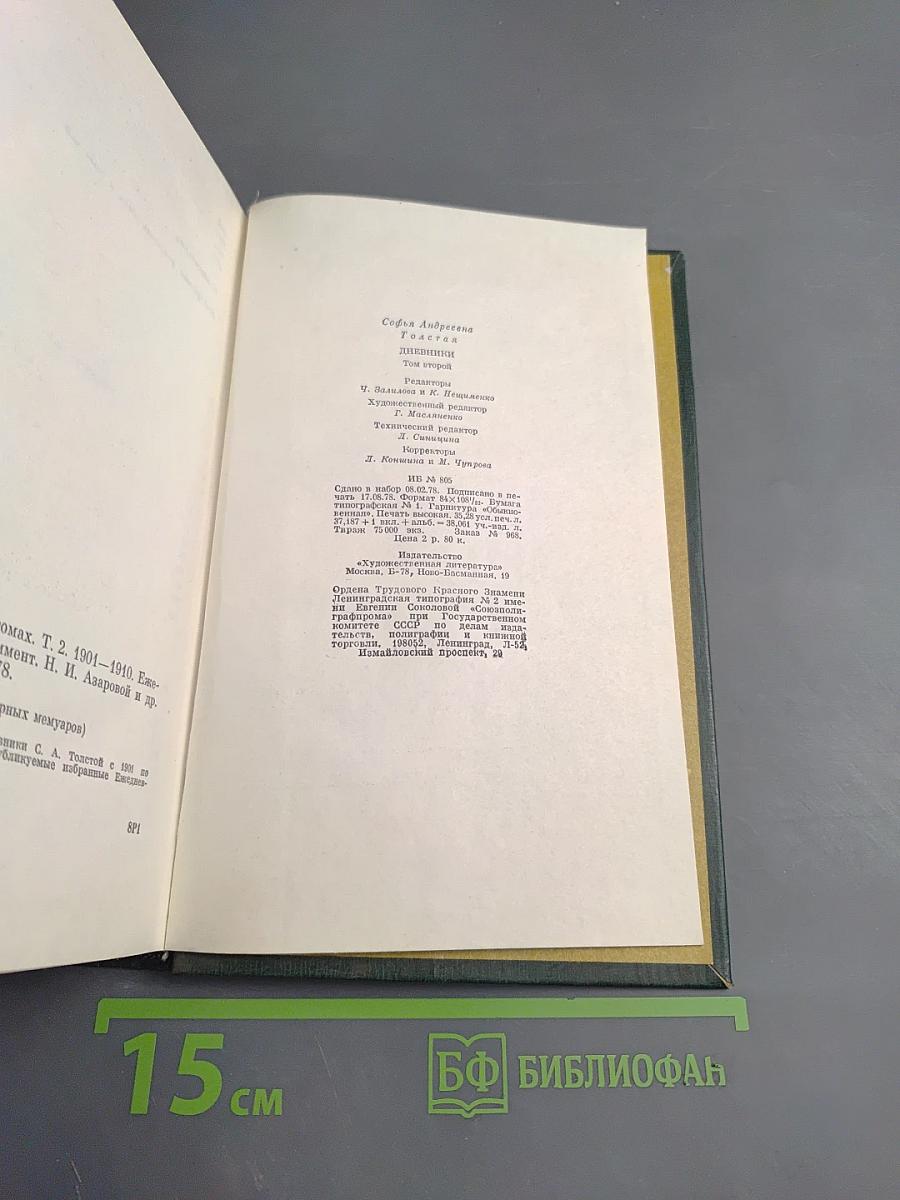 омах. Т. 2. 1901—1910. Еже-
мент. Н. И. Азаровой и др.
78.
рных мемуаров)
вники С. А. Толстой с 1901 по
убликуемые избранные Ежеднев-
8Р1
Софья Андреевна
Толстая
ДНЕВНИКИ
Том второй
Редакторы
Ч. Залилова и К. Нещименко
Художественный редактор
Г. Масляненко
Технический редактор
Л. Синицина
Корректоры
Л. Коншина и М. Чупрова
ИБ № 805
Сдано в набор 08.02.78. Подписано в пе-
чать 17.08.78. Формат 84×108¹/₃₂. Бумага
типографская № 1. Гарнитура «Обыкно-
венная». Печать высокая. 35,28 усл. печ. л.
37,187 + 1 вкл. + альб. = 38,061 уч.-изд. л.
Тираж 75 000 экз. Заказ № 968.
Цена 2 р. 80 к.
Издательство
«Художественная литература»
Москва, Б-78, Ново-Басманная, 19
Ордена Трудового Красного Знамени
Ленинградская типография № 2 име-
ни Евгении Соколовой «Союзполи-
графпрома» при Государственном
комитете СССР по делам изда-
тельств, полиграфии и книжной
торговли. 198052, Ленинград, Л-52,
Измайловский проспект, 29
15 см
БФ БИБЛИОФАН